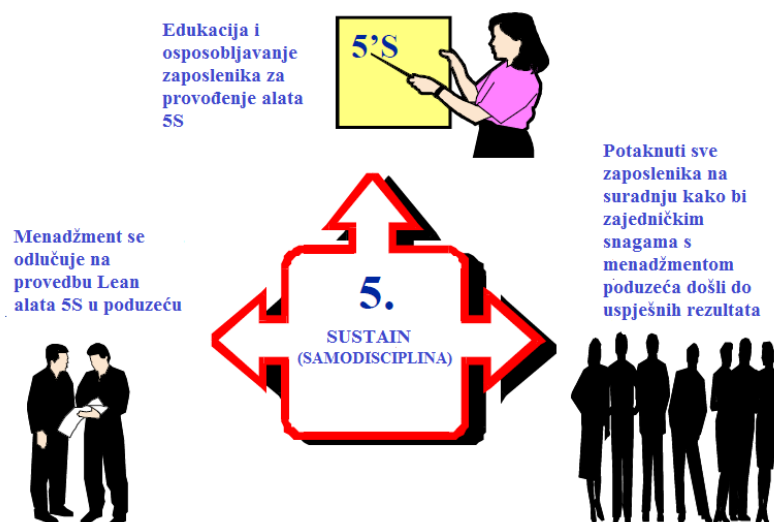 Edukacija i
osposobljavanje
zaposlenika za
provođenje alata
5S
5'S
Potaknuti sve
zaposlenika na
suradnju kako bi
zajedničkim
snagama s
menadžmentom
poduzeća došli do
uspješnih rezultata
Menadžment se
odlučuje na
provedbu Lean
alata 5S u poduzeću
5.
SUSTAIN
(SAMODISCIPLINA)